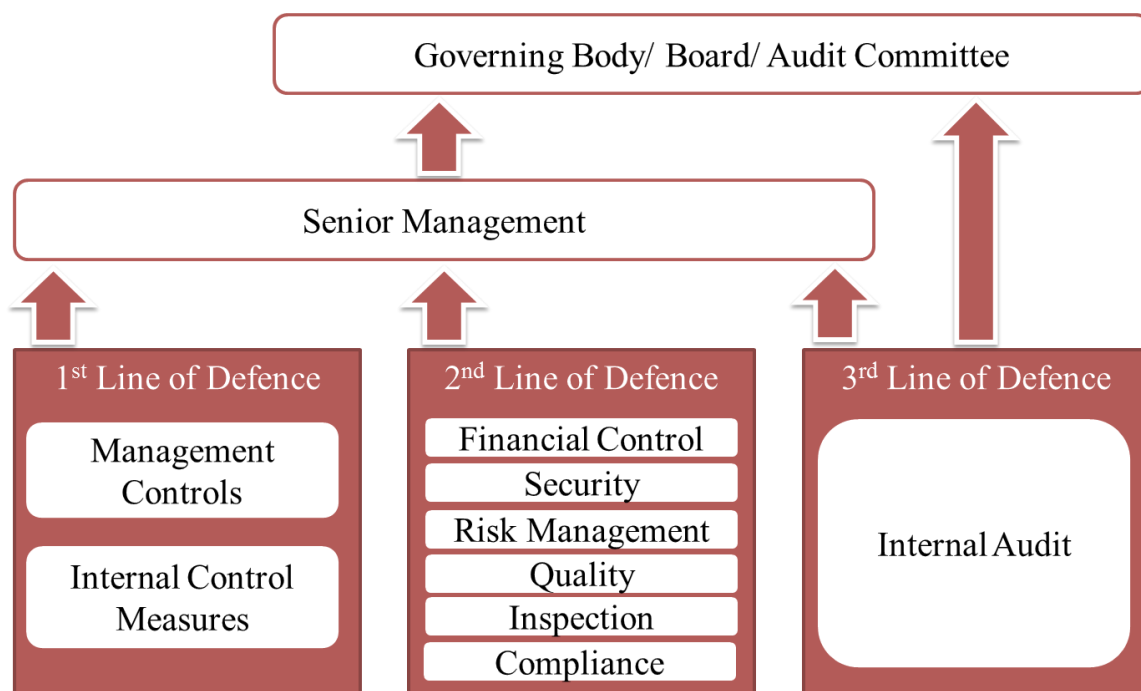 Governing Body/ Board/ Audit Committee
Senior Management
1st Line of Defence
Management
Controls
Internal Control
Measures
2nd Line of Defence
Financial Control
Security
Risk Management
Quality
Inspection
Compliance
3rd Line of Defence
Internal Audit